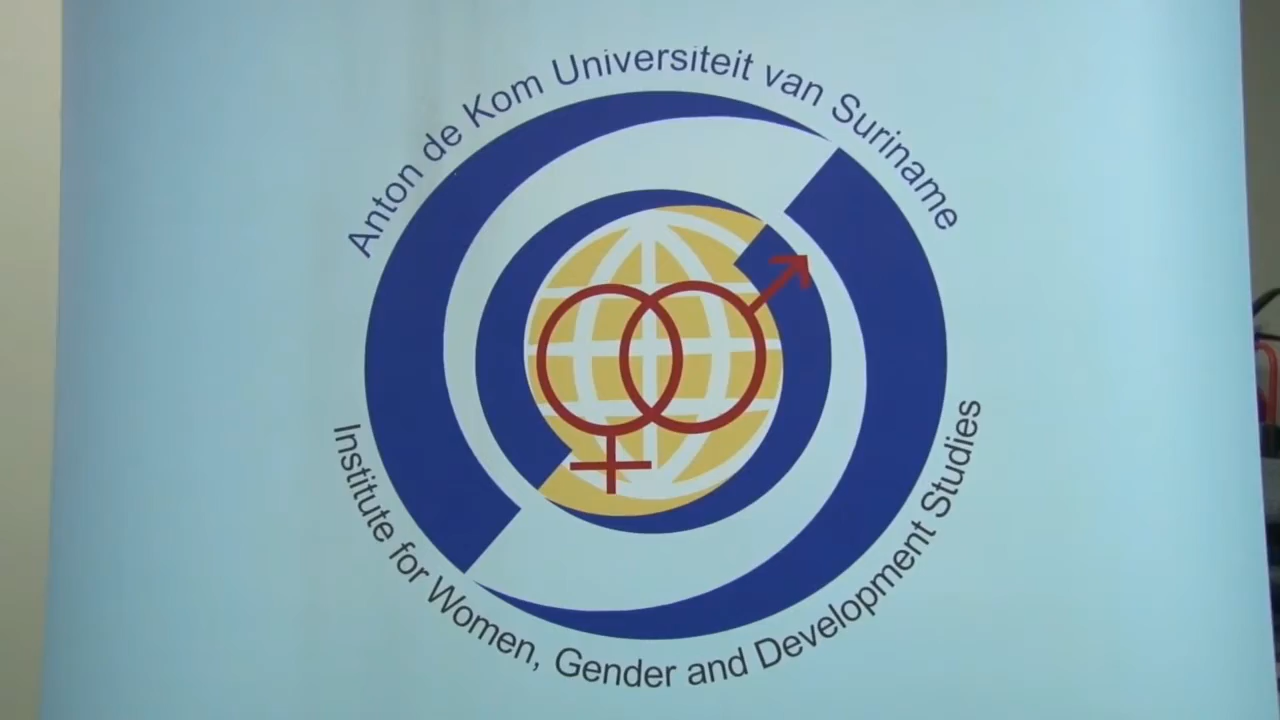 Anton de Kom Universiteit van Suriname
Institute for Women, Gender and Development Studies